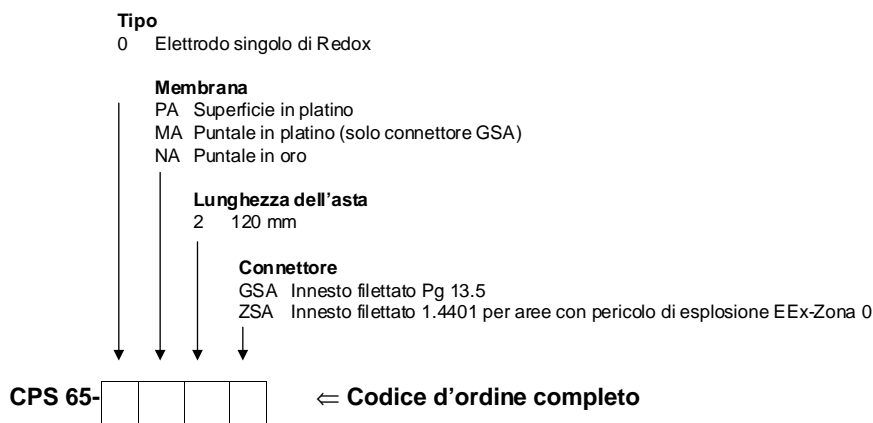 Tipo
0 Elettrodo singolo di Redox
Membrana
PA Superficie in platino
MA Puntale in platino (solo connettore GSA)
NA Puntale in oro
Lunghezza dell’asta
2 120 mm
Connettore
GSA Innesto filettato Pg 13.5
ZSA Innesto filettato 1.4401 per aree con pericolo di esplosione EEx-Zona 0
CPS 65- ⇐ Codice d’ordine completo